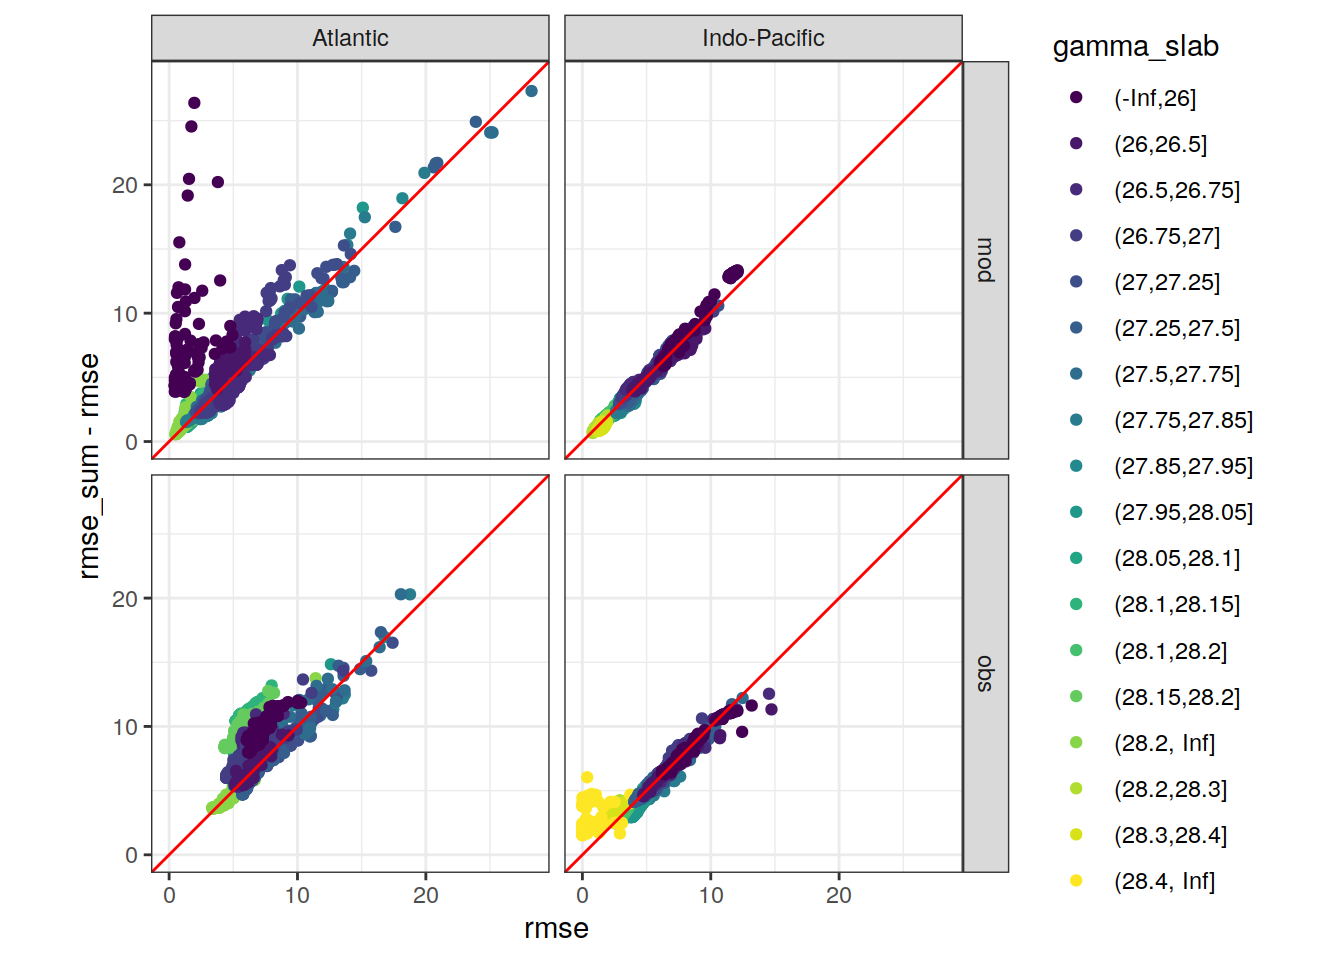 Atlantic
Indo-Pacific
gamma_slab
(-Inf,26]
(26,26.5]
(26.5,26.75]
(26.75,27]
(27,27.25]
(27.25,27.5]
(27.5,27.75]
(27.75,27.85]
(27.85,27.95]
(27.95,28.05]
(28.05,28.1]
(28.1,28.15]
(28.1,28.2]
(28.15,28.2]
(28.2, Inf]
(28.2,28.3]
(28.3,28.4]
(28.4, Inf]
mod
obs
rmse_sum - rmse
20
10
0
20
10
0
0
10
20
0
10
20
rmse